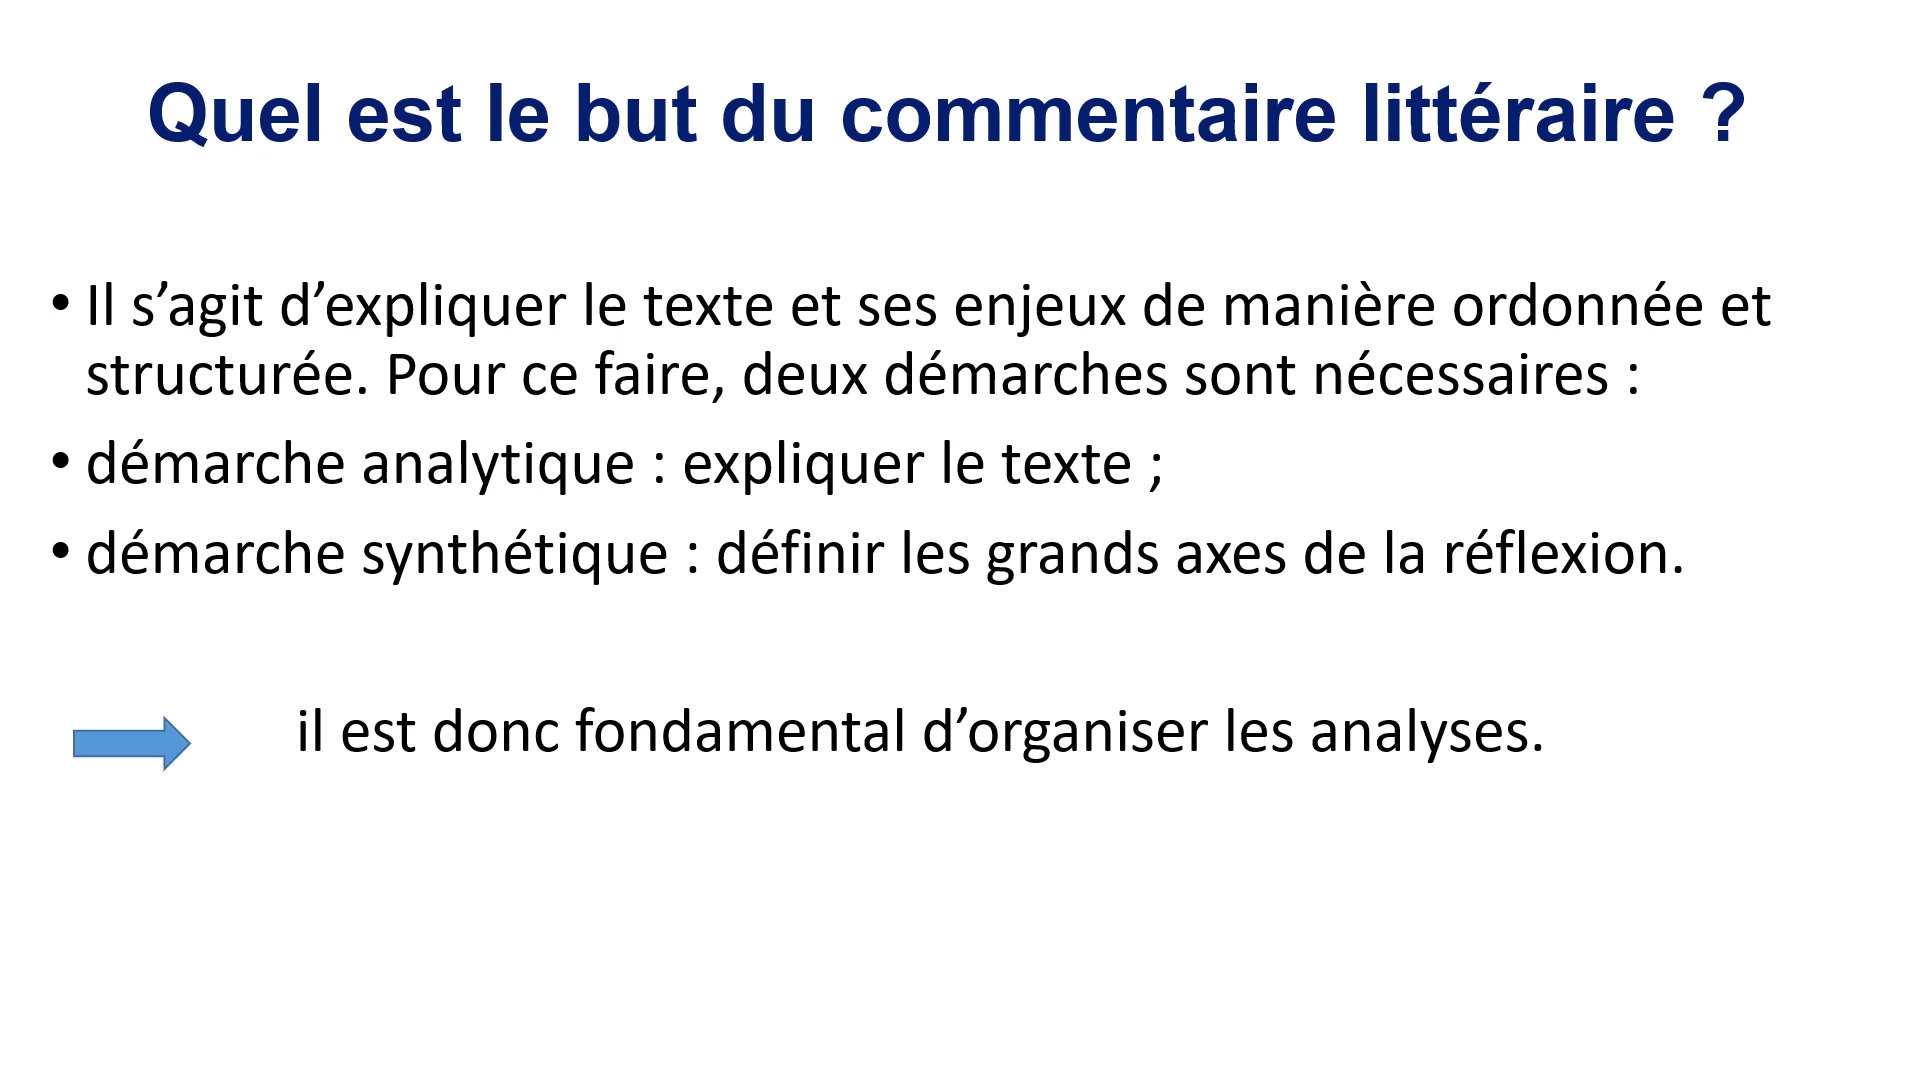 Quel est le but du commentaire littéraire ?
• Il s’agit d’expliquer le texte et ses enjeux de manière ordonnée et
structurée. Pour ce faire, deux démarches sont nécessaires :
• démarche analytique : expliquer le texte ;
• démarche synthétique : définir les grands axes de la réflexion.
il est donc fondamental d’organiser les analyses.